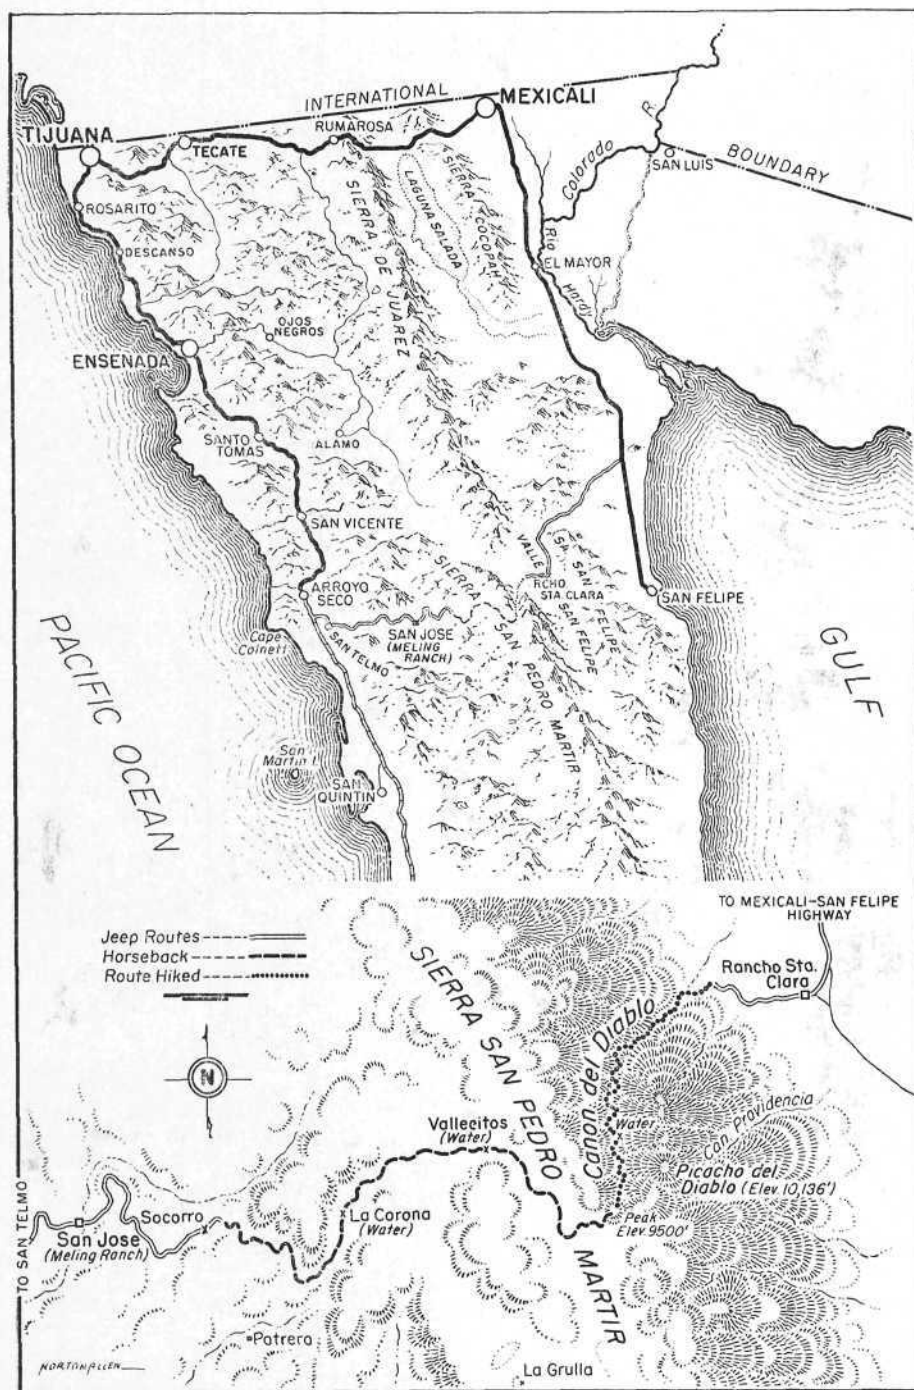 INTERNATIONAL
BOUNDARY
TIJUANA
TECATE
RUMAROSA
MEXICALI
SAN LUIS
Colorado
R.
ROSARITO
DESCANSO
SIERRA DE JUAREZ
LAGUNA SALADA
SIERRA COCOPAH
Rio
Hardy
EL MAYOR
OJOS
NEGROS
ENSENADA
SANTO
TOMAS
ALAMO
SAN VICENTE
ARROYO
SECO
SAN TELMO
SAN JOSE
(MELING
RANCH)
SIERRA SAN PEDRO MARTIR
VALLE
SAN FELIPE
RCHO
STA CLARA
SA. SAN FELIPE
SAN FELIPE
Cape
Colnett
San
Martin I.
SAN
QUINTIN
PACIFIC OCEAN
GULF
Jeep Routes
Horseback
Route Hiked
N
TO MEXICALI-SAN FELIPE
HIGHWAY
Rancho Sta.
Clara
SIERRA SAN PEDRO MARTIR
Cañon del Diablo
Water
Can. Providencia
Picacho del
Diablo (Elev. 10,136')
Peak
Elev. 9500'
Vallecitos
(Water)
La Corona
(Water)
Socorro
San Jose
(Meling Ranch)
TO SAN TELMO
Potrero
La Grulla
NORTON ALLEN